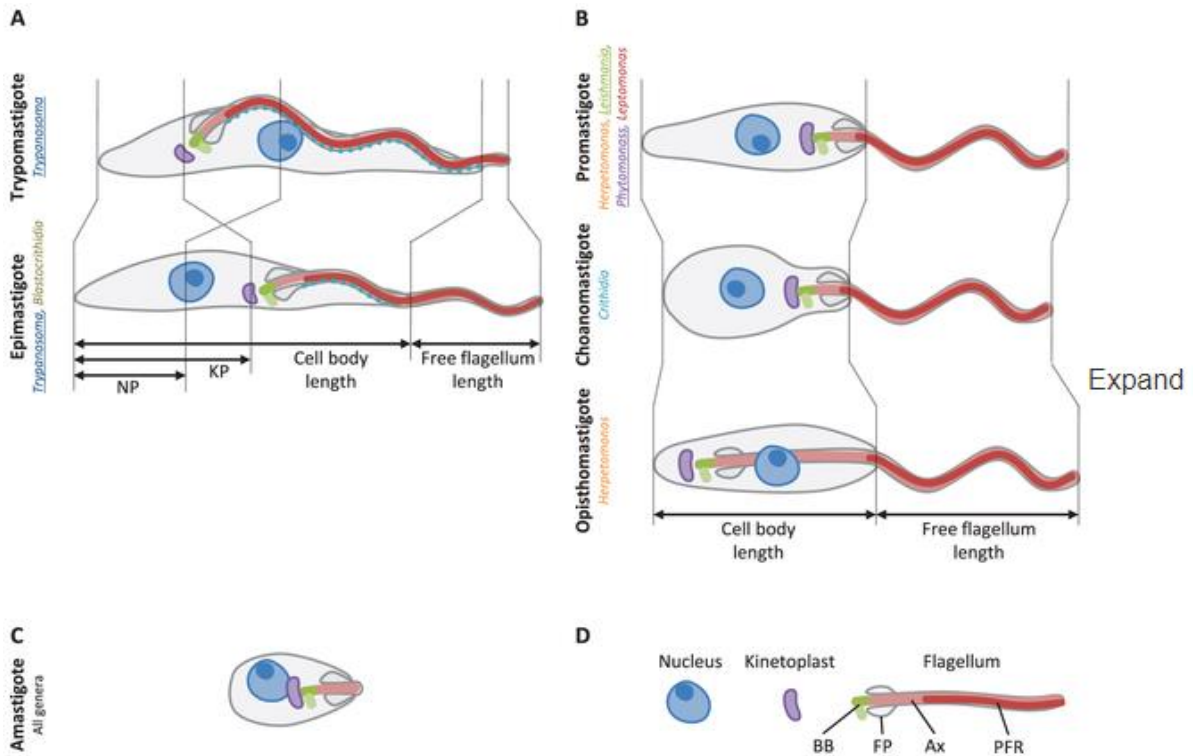 A
Trypomastigote
Trypanosoma
Epimastigote
Trypanosoma, Blastocrithidia
Cell body
length
Free flagellum
length
KP
NP
B
Promastigote
Herpetomonas, Leishmania,
Phytomonass, Leptomonas
Choanomastigote
Crithidia
Opisthomastigote
Herpetomonas
Cell body
length
Free flagellum
length
Expand
C
Amastigote
All genera
D
Nucleus
Kinetoplast
Flagellum
BB
FP
Ax
PFR